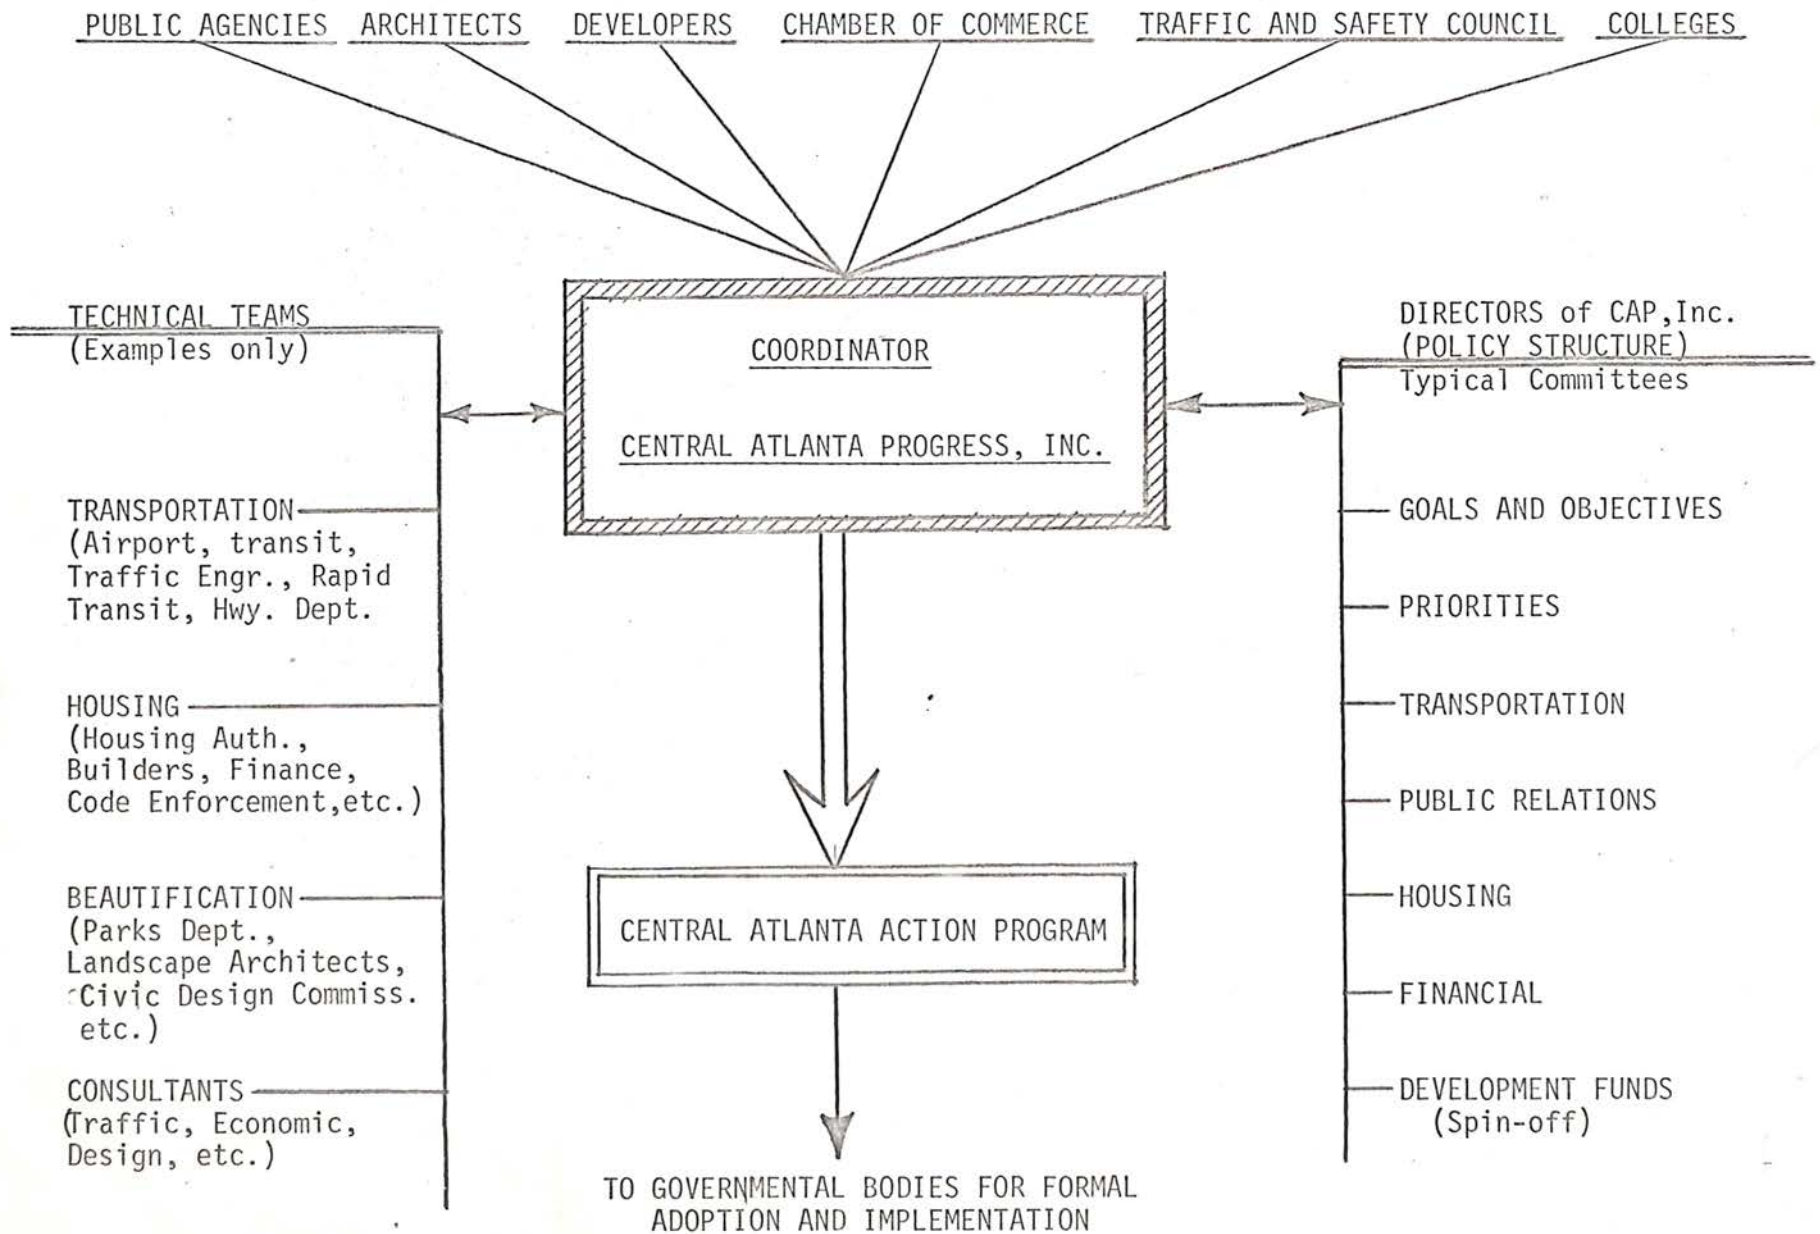 PUBLIC AGENCIES ARCHITECTS DEVELOPERS CHAMBER OF COMMERCE TRAFFIC AND SAFETY COUNCIL COLLEGES
TECHNICAL TEAMS
(Examples only)
TRANSPORTATION
(Airport, transit,
Traffic Engr., Rapid
Transit, Hwy. Dept.
HOUSING
(Housing Auth.,
Builders, Finance,
Code Enforcement,etc.)
BEAUTIFICATION
(Parks Dept.,
Landscape Architects,
Civic Design Commiss.
etc.)
CONSULTANTS
(Traffic, Economic,
Design, etc.)
COORDINATOR
CENTRAL ATLANTA PROGRESS, INC.
CENTRAL ATLANTA ACTION PROGRAM
TO GOVERNMENTAL BODIES FOR FORMAL
ADOPTION AND IMPLEMENTATION
DIRECTORS of CAP,Inc.
(POLICY STRUCTURE)
Typical Committees
GOALS AND OBJECTIVES
PRIORITIES
TRANSPORTATION
PUBLIC RELATIONS
HOUSING
FINANCIAL
DEVELOPMENT FUNDS
(Spin-off)